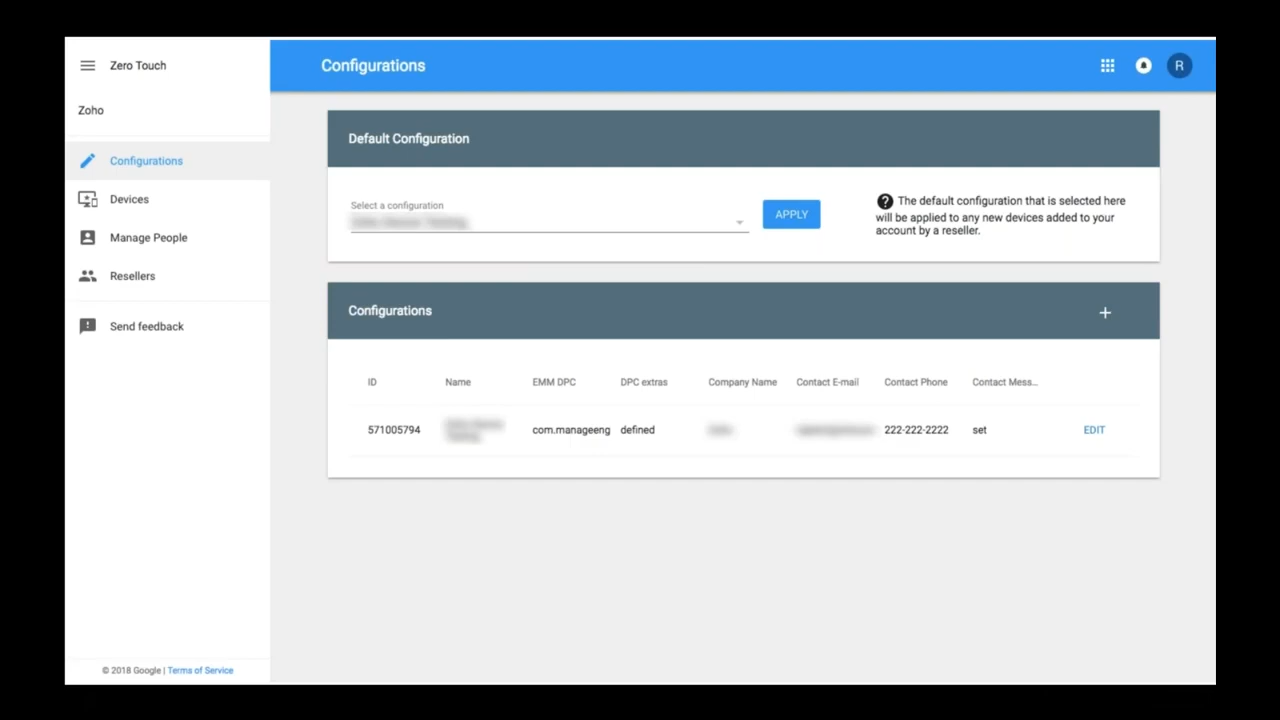 Zero Touch
Configurations
R
Zoho
Configurations
Devices
Manage People
Resellers
Send feedback
Default Configuration
Select a configuration
APPLY
? The default configuration that is selected here
will be applied to any new devices added to your
account by a reseller.
Configurations
+
ID Name EMM DPC DPC extras Company Name Contact E-mail Contact Phone Contact Mess...
571005794 com.manageeng defined 222-222-2222 set EDIT
© 2018 Google | Terms of Service